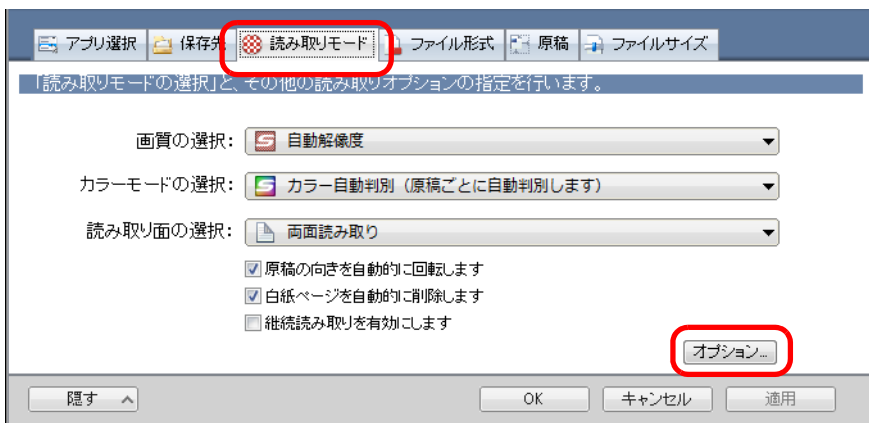 アプリ選択 保存先 読み取りモード ファイル形式 原稿 ファイルサイズ
「読み取りモードの選択」と、その他の読み取りオプションの指定を行います。
画質の選択: 自動解像度
カラーモードの選択: カラー自動判別（原稿ごとに自動判別します）
読み取り面の選択: 両面読み取り
原稿の向きを自動的に回転します
白紙ページを自動的に削除します
継続読み取りを有効にします
オプション...
隠す OK キャンセル 適用